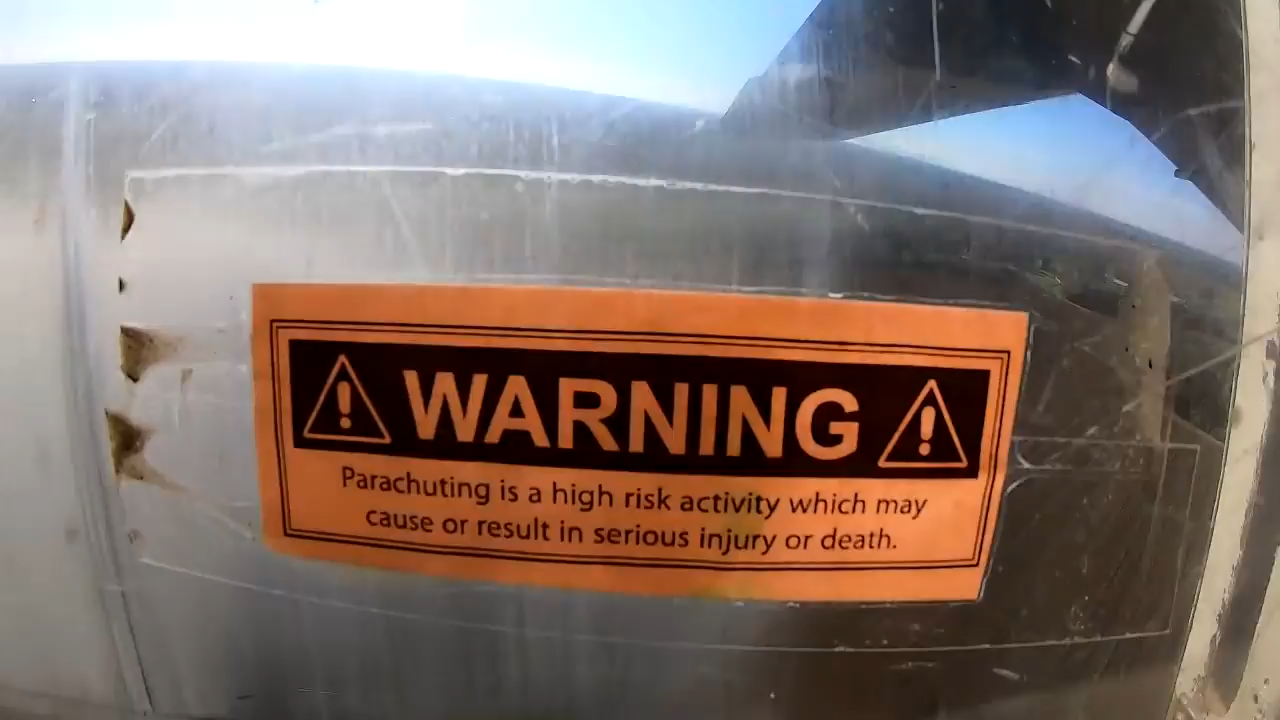 WARNING
Parachuting is a high risk activity which may
cause or result in serious injury or death.